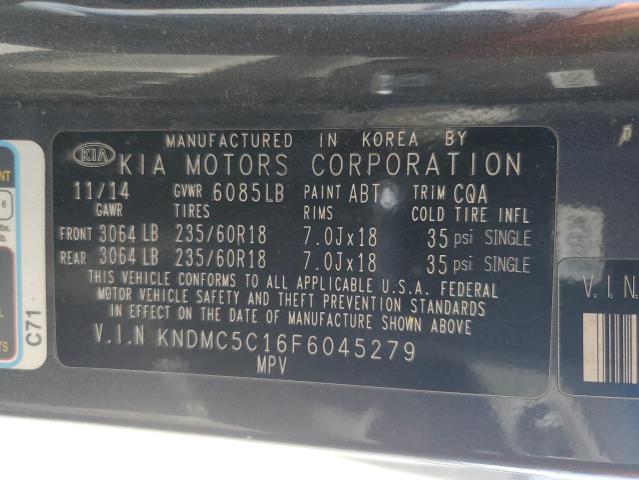 MANUFACTURED IN KOREA BY
KIA KIA MOTORS CORPORATION
11/14 GVWR 6085LB PAINT ABT TRIM CQA
GAWR TIRES RIMS COLD TIRE INFL
FRONT 3064 LB 235/60R18 7.0Jx18 35 psi SINGLE
REAR 3064 LB 235/60R18 7.0Jx18 35 psi SINGLE
THIS VEHICLE CONFORMS TO ALL APPLICABLE U.S.A. FEDERAL
MOTOR VEHICLE SAFETY AND THEFT PREVENTION STANDARDS
IN EFFECT ON THE DATE OF MANUFACTURE SHOWN ABOVE
V.I.N KNDMC5C16F6045279
MPV
C71
V.I.N